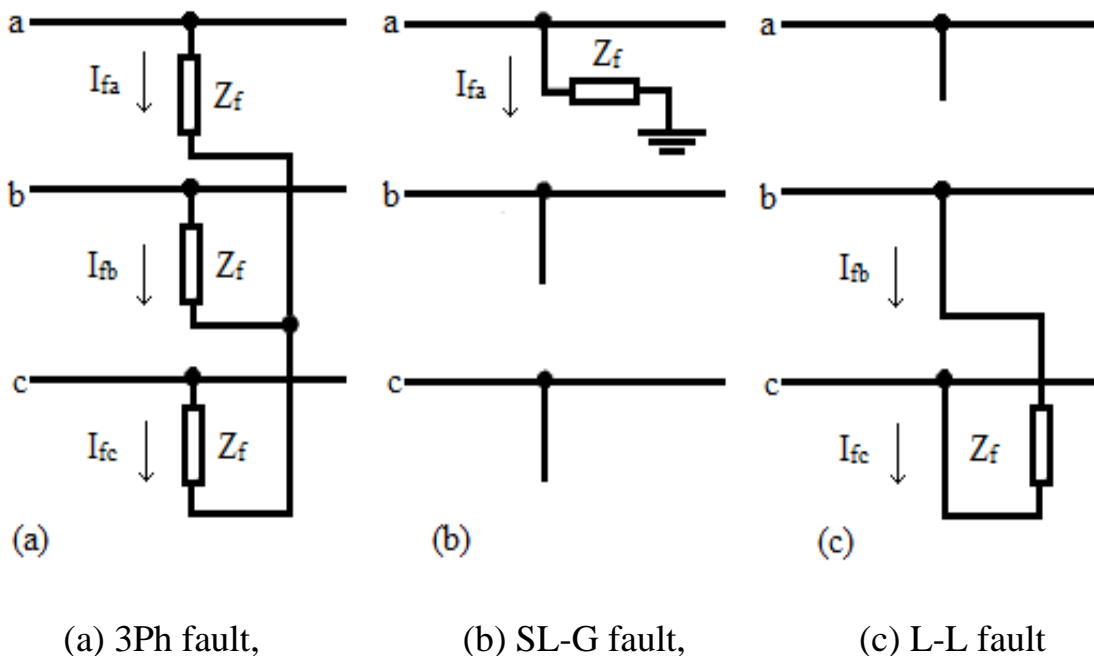 a
I_fa
Z_f
b
I_fb
Z_f
c
I_fc
Z_f
(a)
a
I_fa
Z_f
b
c
(b)
a
b
I_fb
c
I_fc
Z_f
(c)
(a) 3Ph fault,
(b) SL-G fault,
(c) L-L fault